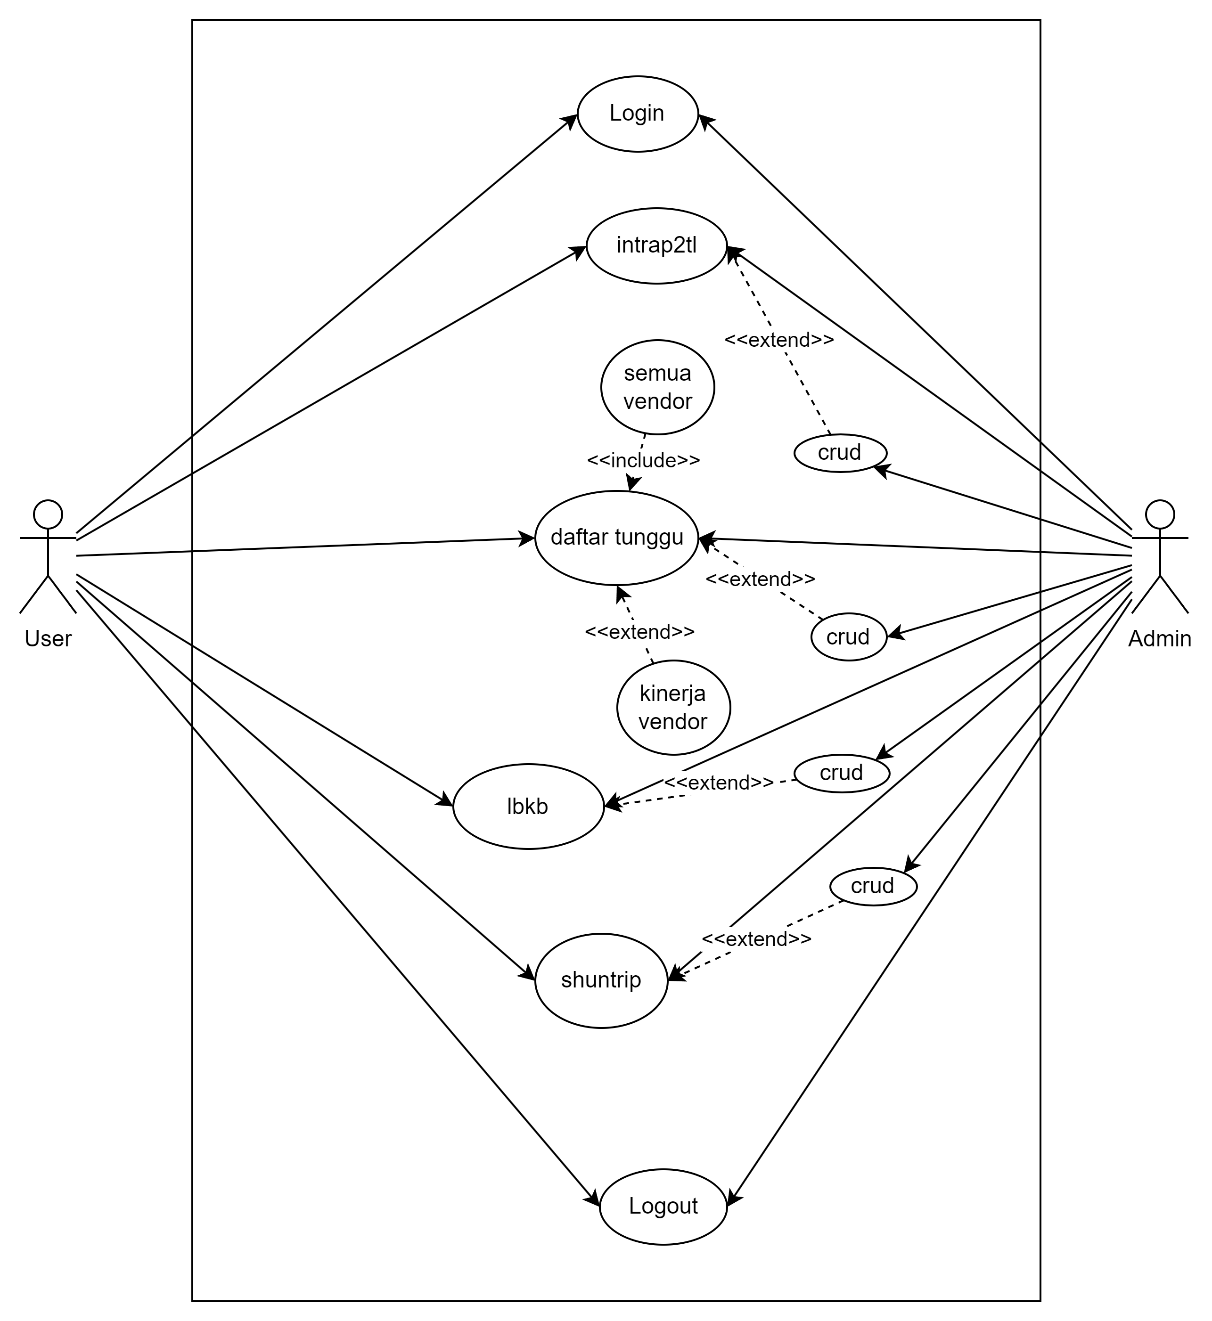 Login
intrap2tl
<<extend>>
semua
vendor
crud
<<include>>
daftar tunggu
<<extend>>
<<extend>>
crud
User
Admin
kinerja
vendor
crud
<<extend>>
lbkb
crud
<<extend>>
shuntrip
Logout